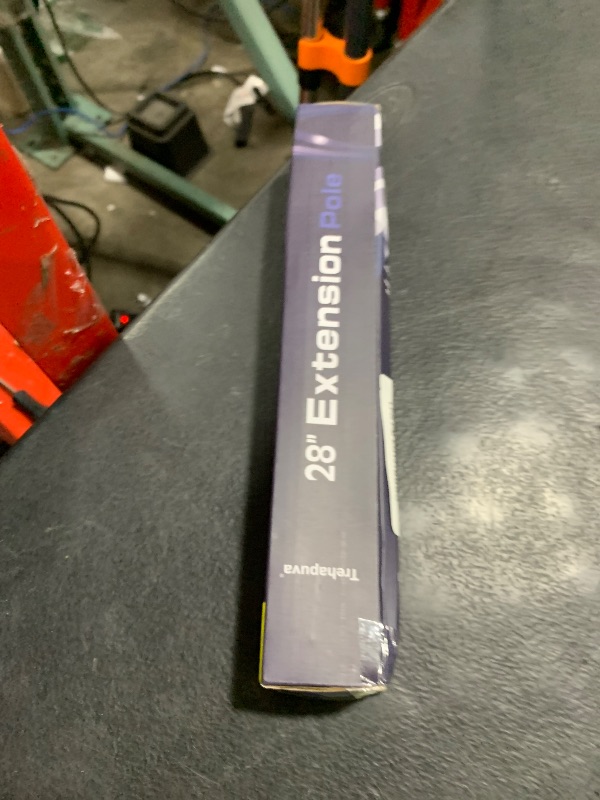 28" Extension Pole
Trehapuva